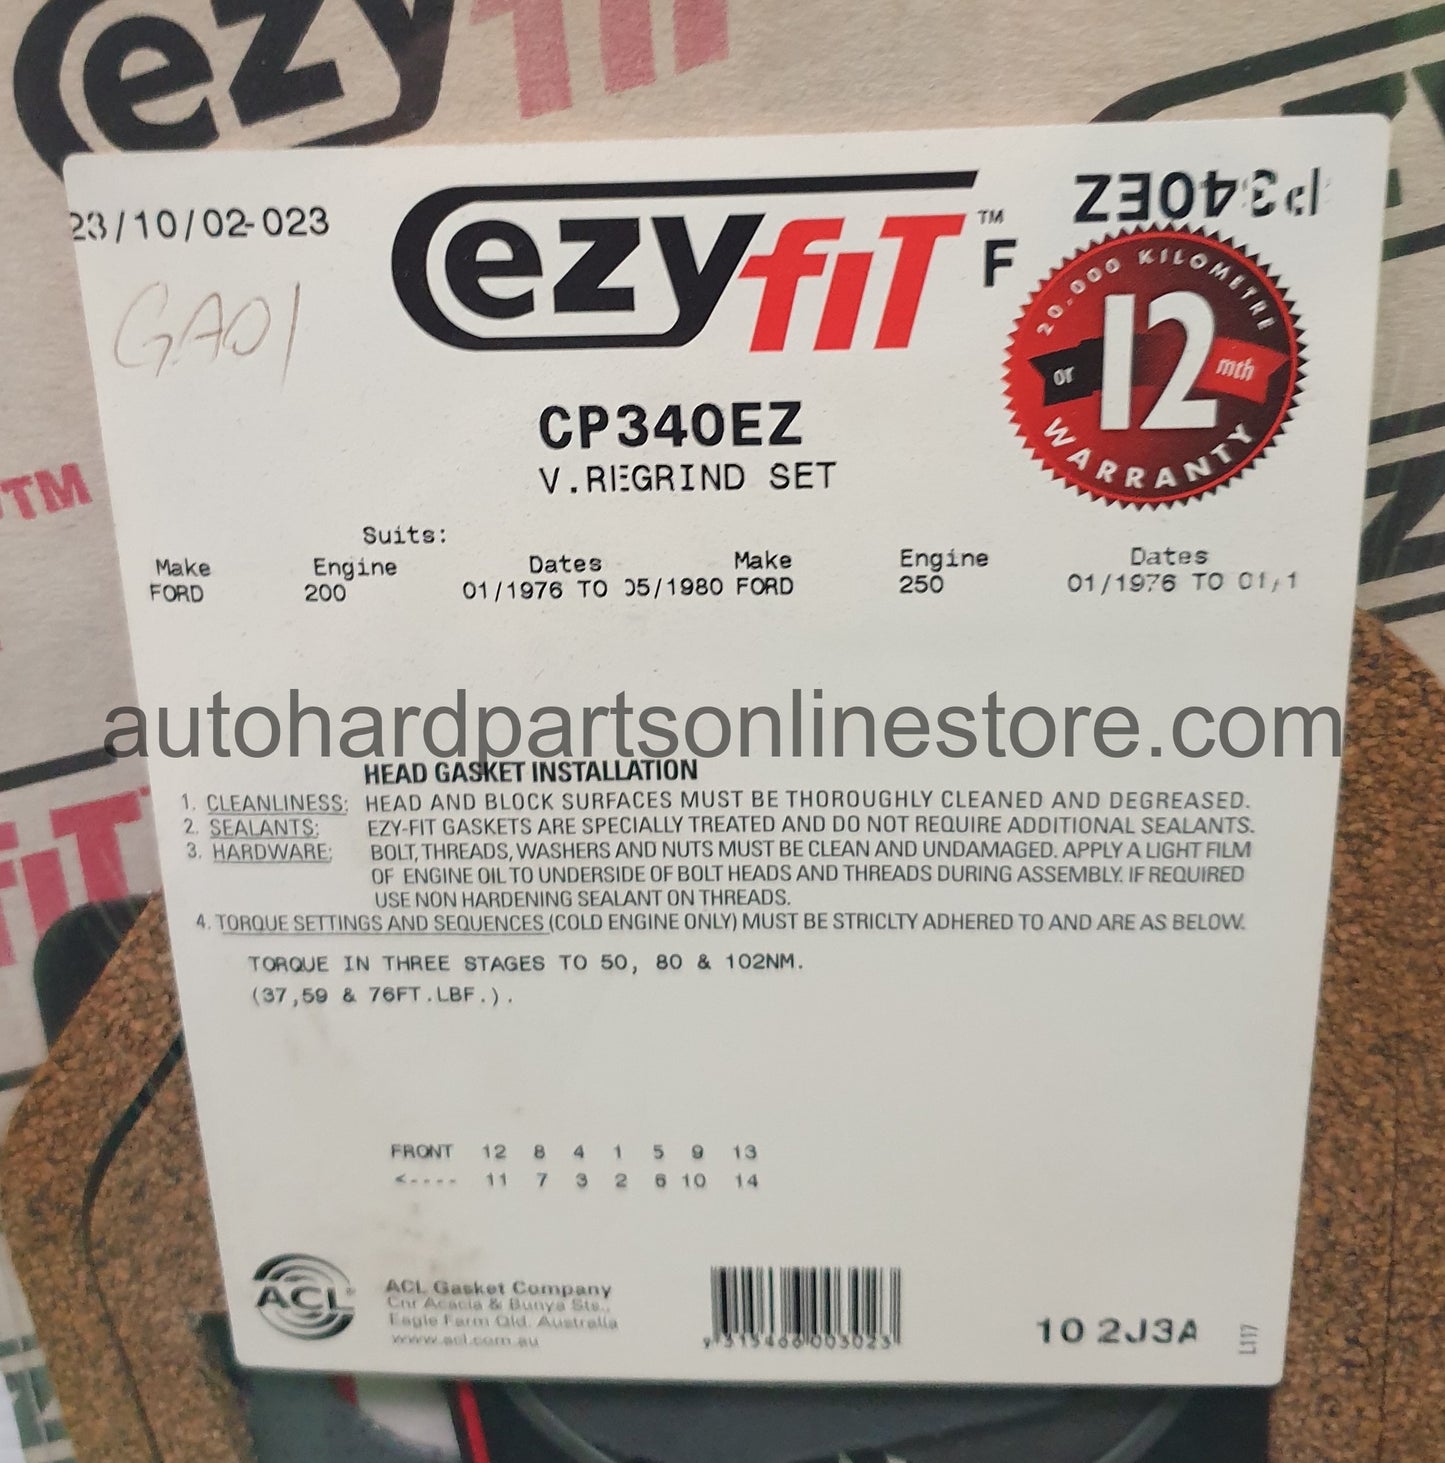 ezyfit
23/10/02-023
GA01
ezyfit™
F
CP340EZ
20.000 KILOMETRE
or 12 mth
WARRANTY
CP340EZ
V.REGRIND SET
Suits:
Make Engine Dates Make Engine Dates
FORD 200 01/1976 TO 05/1980 FORD 250 01/1976 TO
autohardpartsonlinestore.com
HEAD GASKET INSTALLATION
1. CLEANLINESS: HEAD AND BLOCK SURFACES MUST BE THOROUGHLY CLEANED AND DEGREASED.
2. SEALANTS: EZY-FIT GASKETS ARE SPECIALLY TREATED AND DO NOT REQUIRE ADDITIONAL SEALANTS.
3. HARDWARE: BOLT, THREADS, WASHERS AND NUTS MUST BE CLEAN AND UNDAMAGED. APPLY A LIGHT FILM
OF ENGINE OIL TO UNDERSIDE OF BOLT HEADS AND THREADS DURING ASSEMBLY. IF REQUIRED
USE NON HARDENING SEALANT ON THREADS.
4. TORQUE SETTINGS AND SEQUENCES (COLD ENGINE ONLY) MUST BE STRICLTY ADHERED TO AND ARE AS BELOW.
TORQUE IN THREE STAGES TO 50, 80 & 102NM.
(37,59 & 76FT.LBF.).
FRONT 12 8 4 1 5 9 13
<---- 11 7 3 2 6 10 14
ACL
ACL Gasket Company
Cnr Acacia & Bunya Sts.,
Eagle Farm Qld. Australia
www.acl.com.au
9 315466 003023
10 2J3A
L117
TM
fiT